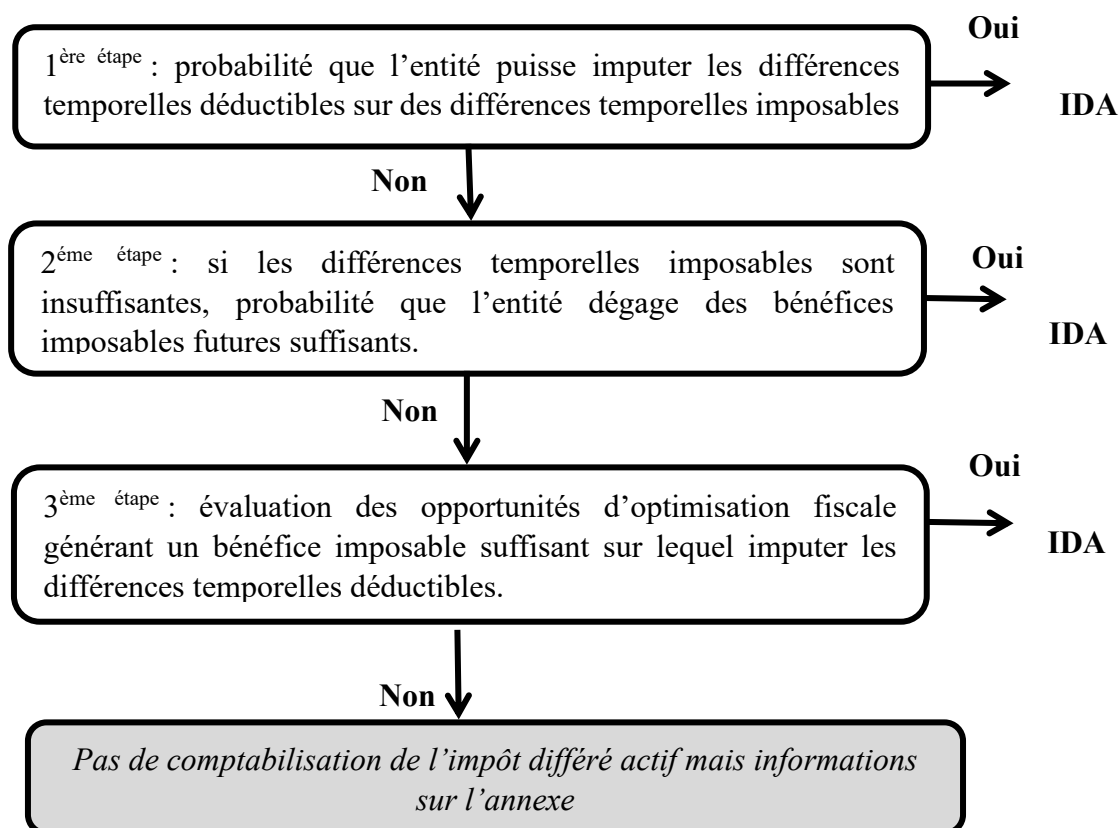 Oui
1ère étape : probabilité que l’entité puisse imputer les différences
temporelles déductibles sur des différences temporelles imposables
IDA
Non
2éme étape : si les différences temporelles imposables sont
insuffisantes, probabilité que l’entité dégage des bénéfices
imposables futures suffisants.
Oui
IDA
Non
3ème étape : évaluation des opportunités d’optimisation fiscale
générant un bénéfice imposable suffisant sur lequel imputer les
différences temporelles déductibles.
Oui
IDA
Non
Pas de comptabilisation de l’impôt différé actif mais informations
sur l’annexe